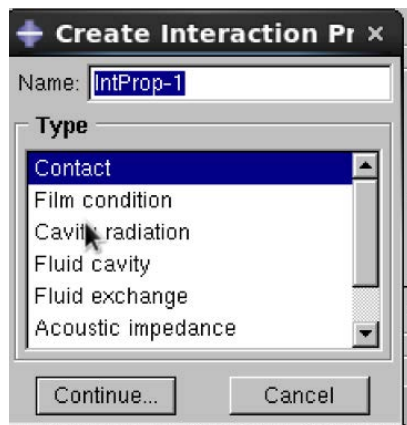 Create Interaction Pr ×
Name: IntProp-1
Type
Contact
Film condition
Cavity radiation
Fluid cavity
Fluid exchange
Acoustic impedance
Continue... Cancel